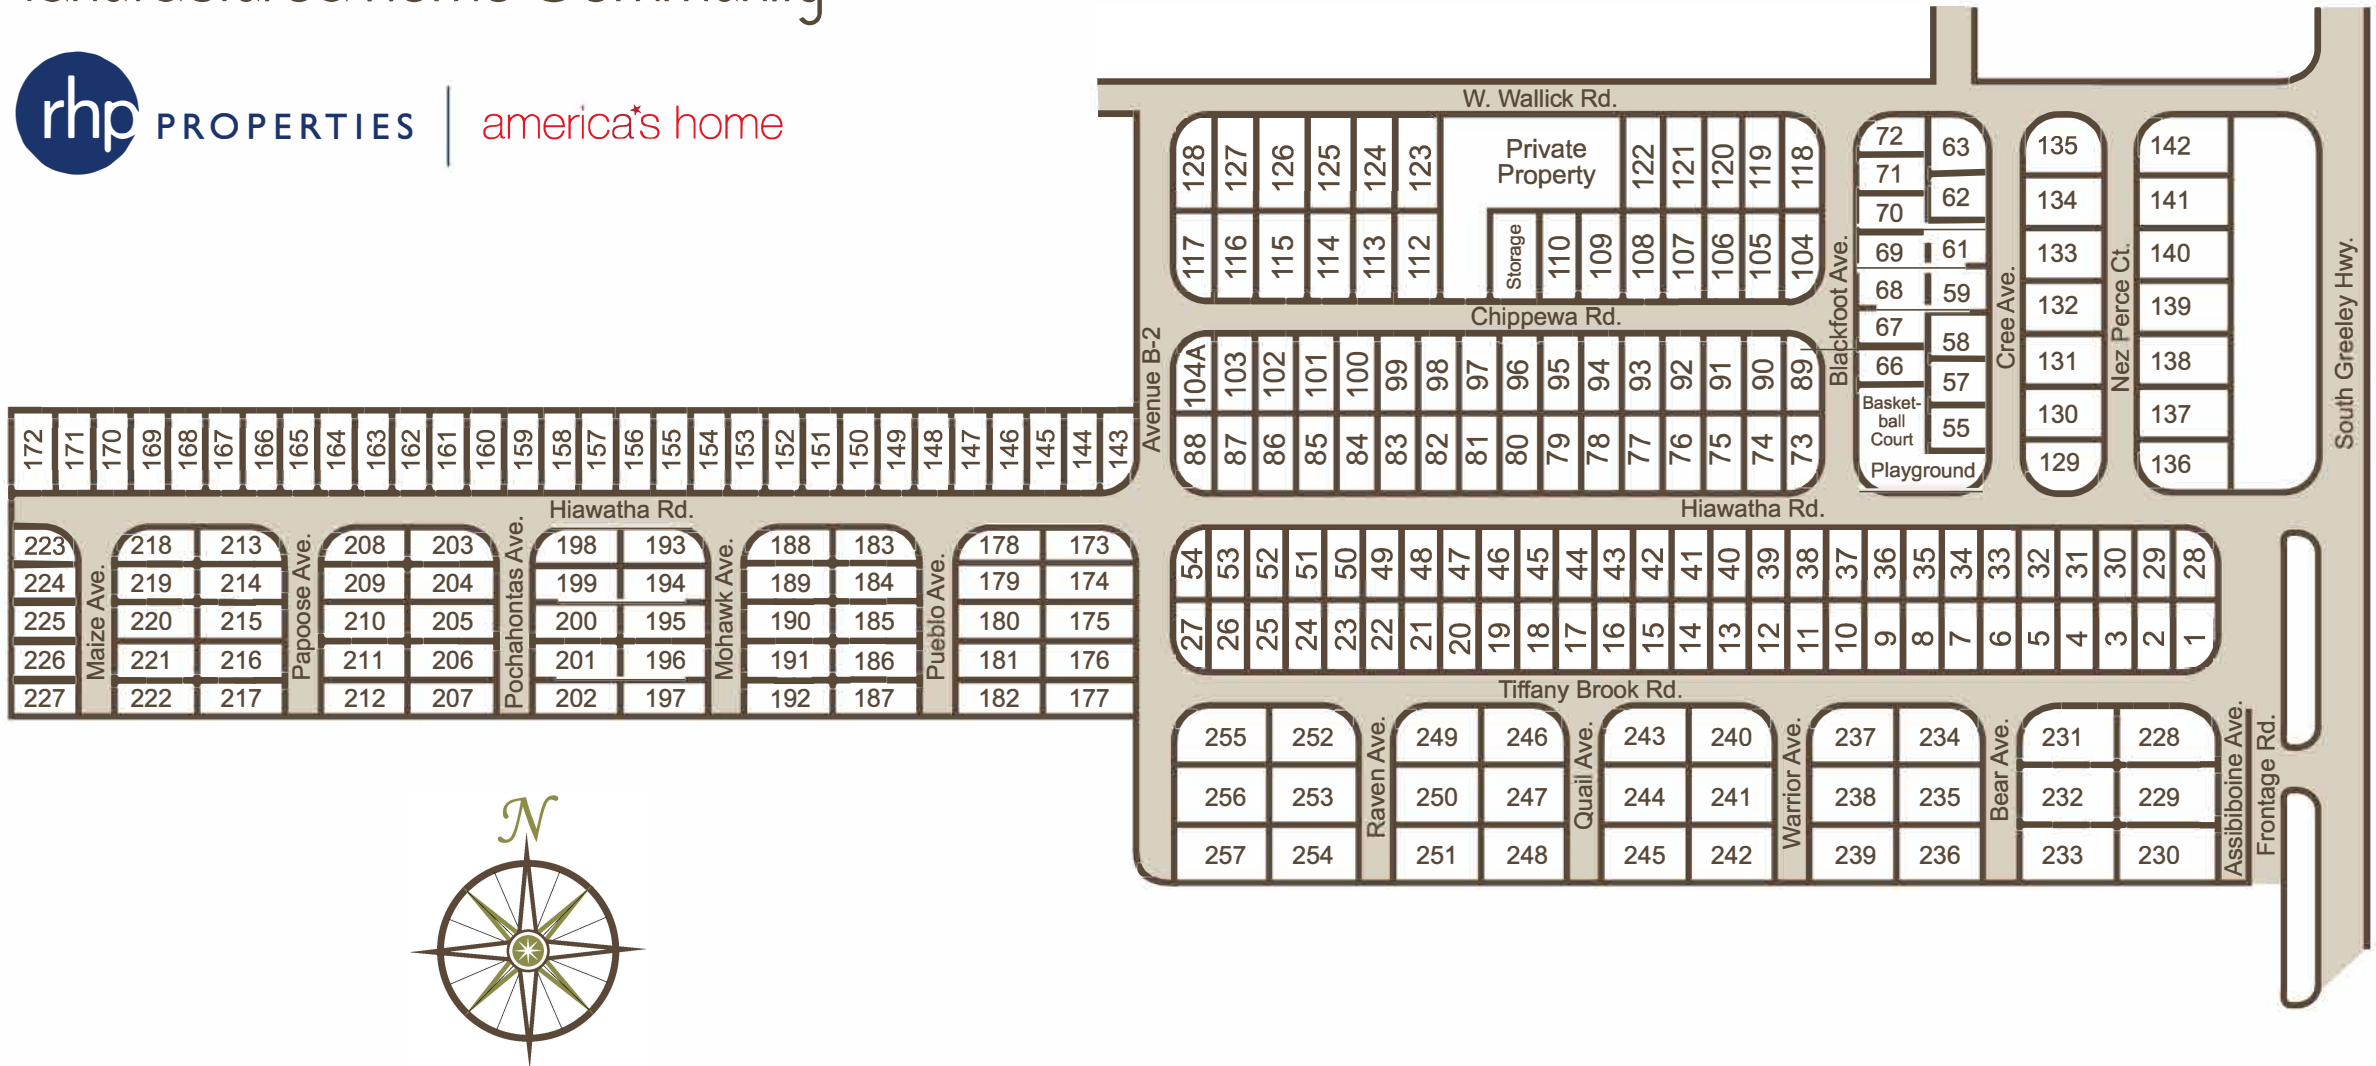 Home Community
rhp PROPERTIES
america's home
W. Wallick Rd.
128 127 126 125 124 123
Private
Property
122 121 120 119 118
117 116 115 114 113 112
Storage
110 109 108 107 106 105 104
Chippewa Rd.
104A 103 102 101 100 99 98 97 96 95 94 93 92 91 90 89
88 87 86 85 84 83 82 81 80 79 78 77 76 75 74 73
Avenue B-2
Blackfoot Ave.
72
71
70
69
68
67
66
Basket-
ball
Court
Playground
63
62
61
59
58
57
55
Cree Ave.
135
134
133
132
131
130
129
Nez Perce Ct.
142
141
140
139
138
137
136
South Greeley Hwy.
172 171 170 169 168 167 166 165 164 163 162 161 160 159 158 157 156 155 154 153 152 151 150 149 148 147 146 145 144 143
Hiawatha Rd.
Hiawatha Rd.
223
224
225
226
227
Maize Ave.
218 213
219 214
220 215
221 216
222 217
Papoose Ave.
208 203
209 204
210 205
211 206
212 207
Pochahontas Ave.
198 193
199 194
200 195
201 196
202 197
Mohawk Ave.
188 183
189 184
190 185
191 186
192 187
Pueblo Ave.
178 173
179 174
180 175
181 176
182 177
54 53 52 51 50 49 48 47 46 45 44 43 42 41 40 39 38 37 36 35 34 33 32 31 30 29 28
27 26 25 24 23 22 21 20 19 18 17 16 15 14 13 12 11 10 9 8 7 6 5 4 3 2 1
Tiffany Brook Rd.
255 252
256 253
257 254
Raven Ave.
249 246
250 247
251 248
Quail Ave.
243 240
244 241
245 242
Warrior Ave.
237 234
238 235
239 236
Bear Ave.
231 228
232 229
233 230
Assibiboine Ave.
Frontage Rd.
N